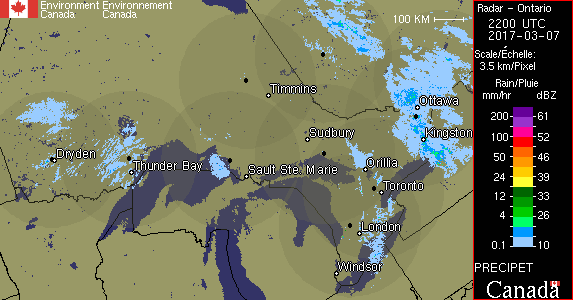 Environment Environnement
Canada Canada
100 KM
Timmins
Ottawa
Sudbury
Kingston
Dryden
Thunder Bay
Sault Ste. Marie
Orillia
Toronto
London
Windsor
Radar - Ontario
2200 UTC
2017-03-07
Scale/Échelle:
3.5 km/Pixel
Rain/Pluie
mm/hr dBZ
200 61
100 52
50 46
24 39
12 33
4 26
0.1 10
PRECIPET
Canada